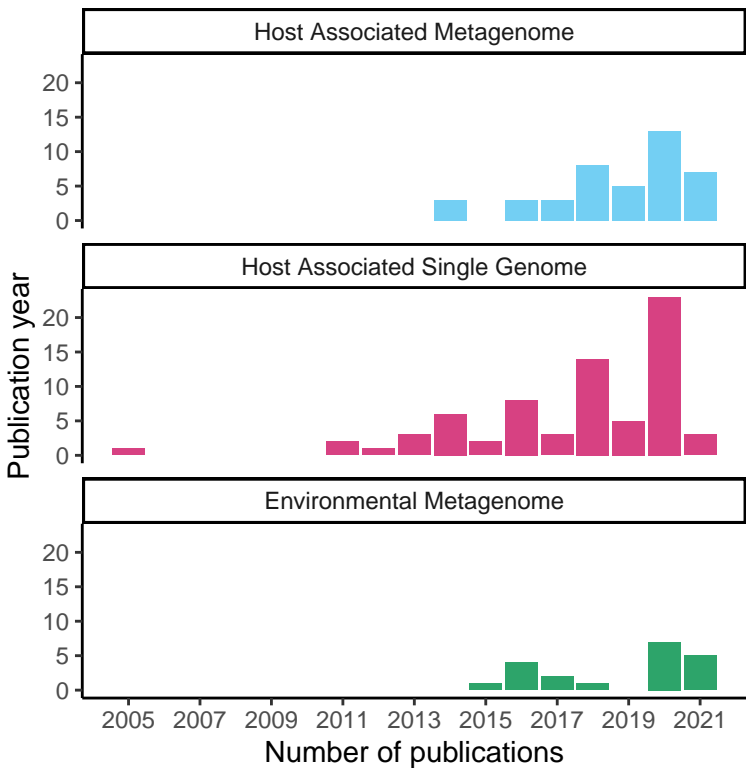 Host Associated Metagenome
20
15
10
5
0
Host Associated Single Genome
20
15
10
5
0
Environmental Metagenome
20
15
10
5
0
2005 2007 2009 2011 2013 2015 2017 2019 2021
Number of publications
Publication year